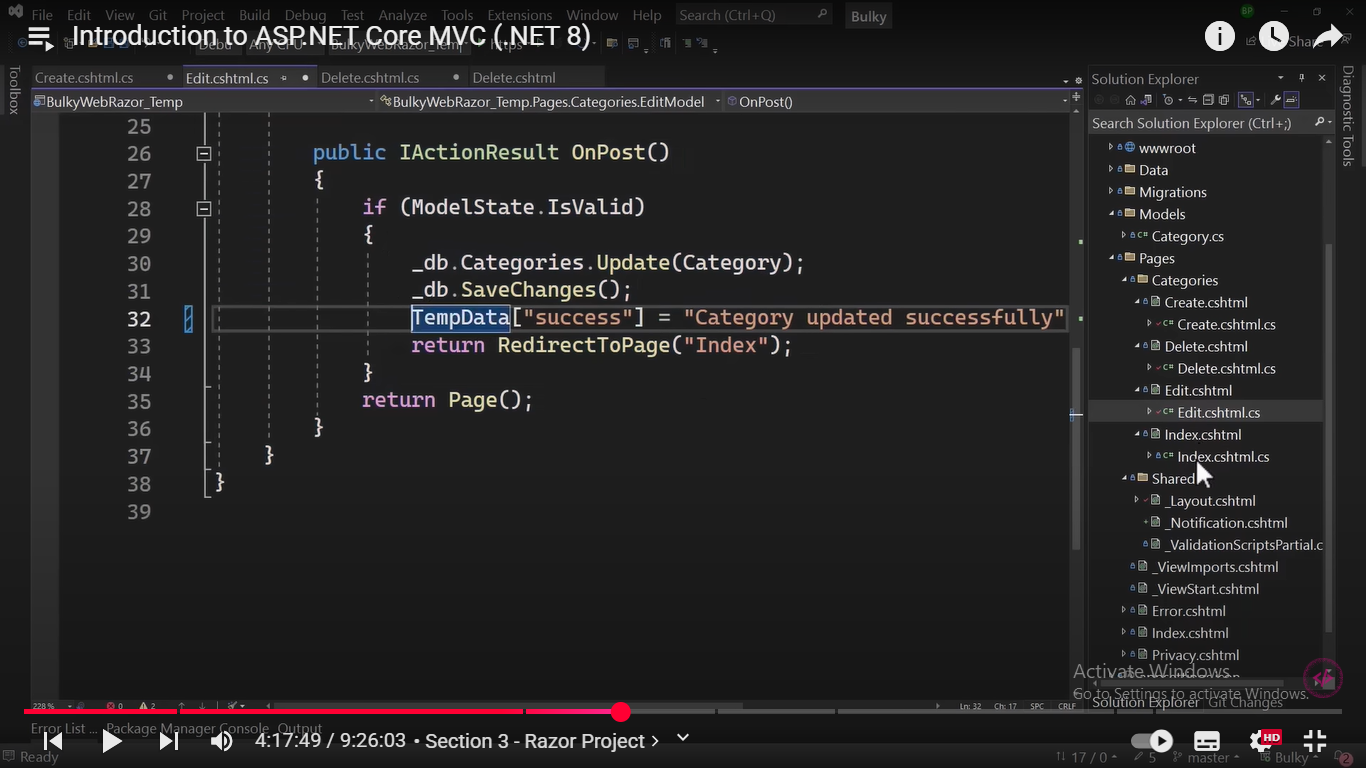 File Edit View Git Project Build Debug Test Analyze Tools Extensions Window Help Search (Ctrl+Q) Bulky
Introduction to ASP.NET Core MVC (.NET 8)
Share
Create.cshtml.cs Edit.cshtml.cs Delete.cshtml.cs Delete.cshtml
BulkyWebRazor_Temp BulkyWebRazor_Temp.Pages.Categories.EditModel OnPost()
Toolbox
25
26 public IActionResult OnPost()
27 {
28 if (ModelState.IsValid)
29 {
30 _db.Categories.Update(Category);
31 _db.SaveChanges();
32 TempData["success"] = "Category updated successfully"
33 return RedirectToPage("Index");
34 }
35 return Page();
36 }
37 }
38 }
39
Solution Explorer
Search Solution Explorer (Ctrl+;)
wwwroot
Data
Migrations
Models
Category.cs
Pages
Categories
Create.cshtml
Create.cshtml.cs
Delete.cshtml
Delete.cshtml.cs
Edit.cshtml
Edit.cshtml.cs
Index.cshtml
Index.cshtml.cs
Shared
_Layout.cshtml
_Notification.cshtml
_ValidationScriptsPartial.c
_ViewImports.cshtml
_ViewStart.cshtml
Error.cshtml
Index.cshtml
Privacy.cshtml
Diagnostic Tools
Activate Windows
Go to Settings to activate Windows.
Solution Explorer Git Changes
228 % 0 2 Ln: 32 Ch: 17 SPC CRLF
Error List ... Package Manager Console Output
4:17:49 / 9:26:03 • Section 3 - Razor Project
HD
Ready 17 / 0 5 master Bulky 2